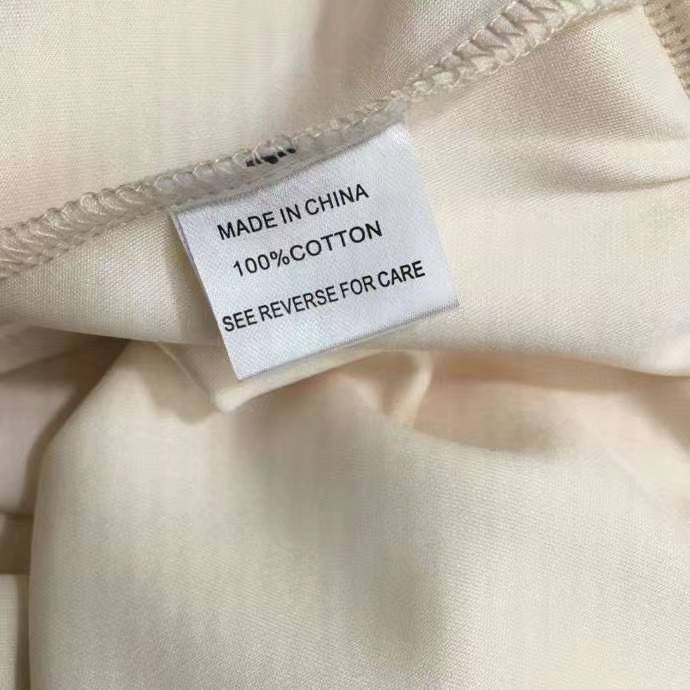 MADE IN CHINA
100%COTTON
SEE REVERSE FOR CARE